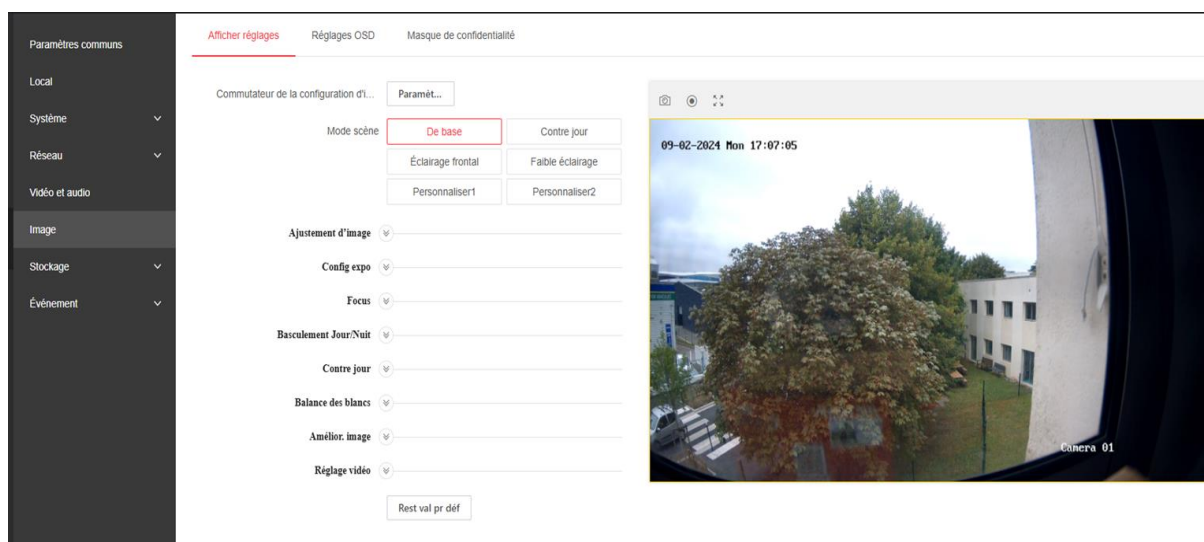 Paramètres communs
Local
Système
Réseau
Vidéo et audio
Image
Stockage
Événement
Afficher réglages
Réglages OSD
Masque de confidentialité
Commutateur de la configuration d'i...
Paramét...
Mode scène
De base
Contre jour
Éclairage frontal
Faible éclairage
Personnaliser1
Personnaliser2
Ajustement d'image
Config expo
Focus
Basculement Jour/Nuit
Contre jour
Balance des blancs
Amélior. image
Réglage vidéo
Rest val pr déf
09-02-2024 Mon 17:07:05
Camera 01